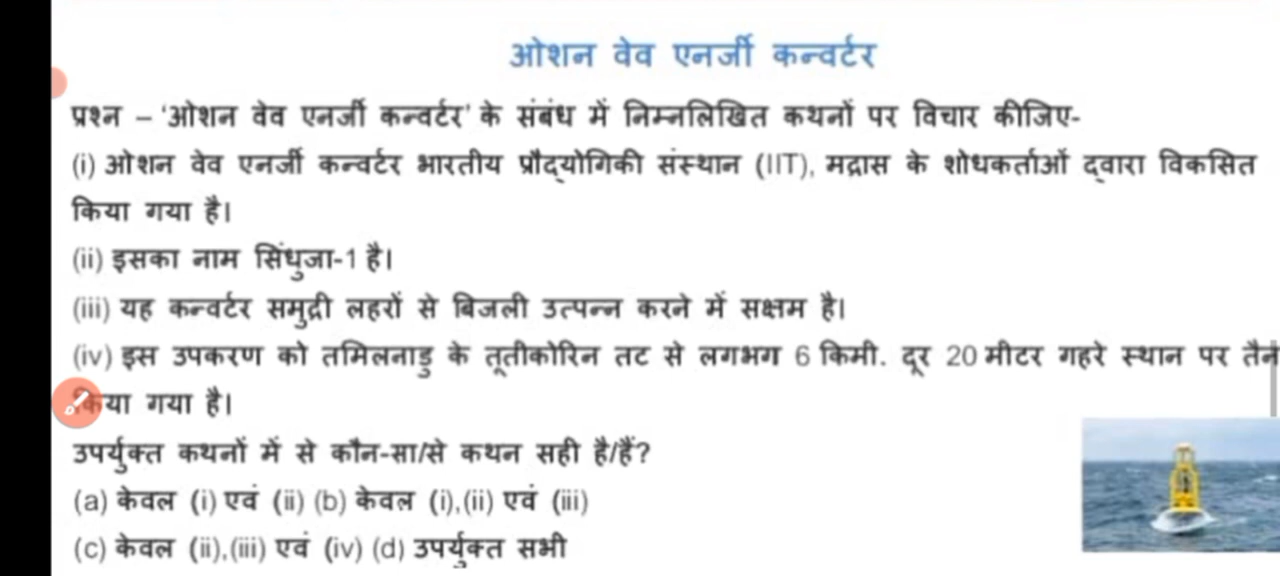 ओशन वेव एनर्जी कन्वर्टर
प्रश्न – 'ओशन वेव एनर्जी कन्वर्टर' के संबंध में निम्नलिखित कथनों पर विचार कीजिए-
(i) ओशन वेव एनर्जी कन्वर्टर भारतीय प्रौद्योगिकी संस्थान (IIT), मद्रास के शोधकर्ताओं द्वारा विकसित
किया गया है।
(ii) इसका नाम सिंधुजा-1 है।
(iii) यह कन्वर्टर समुद्री लहरों से बिजली उत्पन्न करने में सक्षम है।
(iv) इस उपकरण को तमिलनाडु के तूतीकोरिन तट से लगभग 6 किमी. दूर 20 मीटर गहरे स्थान पर
किया गया है।
उपर्युक्त कथनों में से कौन-सा/से कथन सही है/हैं?
(a) केवल (i) एवं (ii) (b) केवल (i),(ii) एवं (iii)
(c) केवल (ii),(iii) एवं (iv) (d) उपर्युक्त सभी